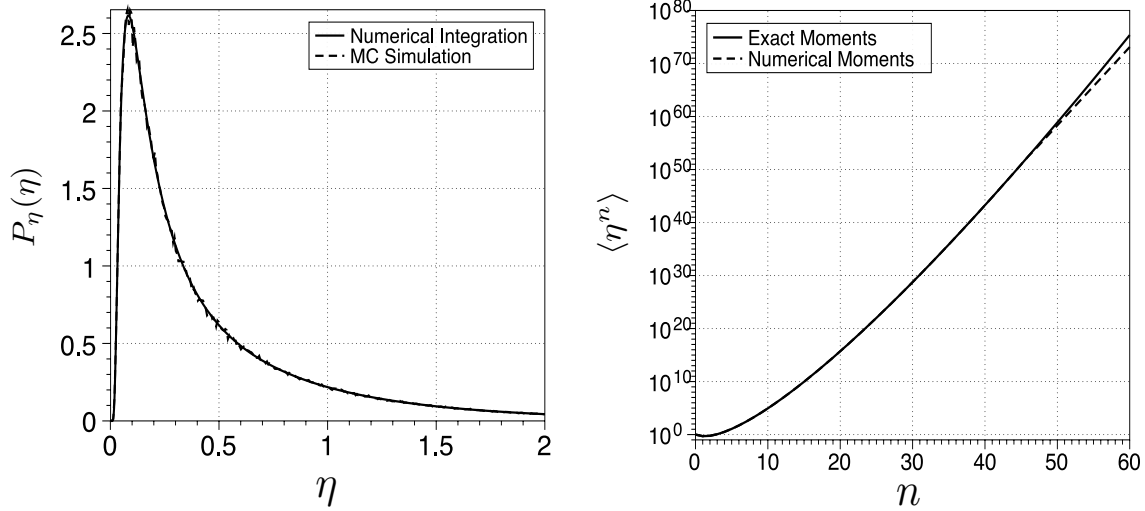 2.5
2
1.5
1
0.5
0
0 0.5 1 1.5 2
P_η(η)
η
Numerical Integration
MC Simulation
10^80
10^70
10^60
10^50
10^40
10^30
10^20
10^10
10^0
0 10 20 30 40 50 60
⟨η^n⟩
n
Exact Moments
Numerical Moments